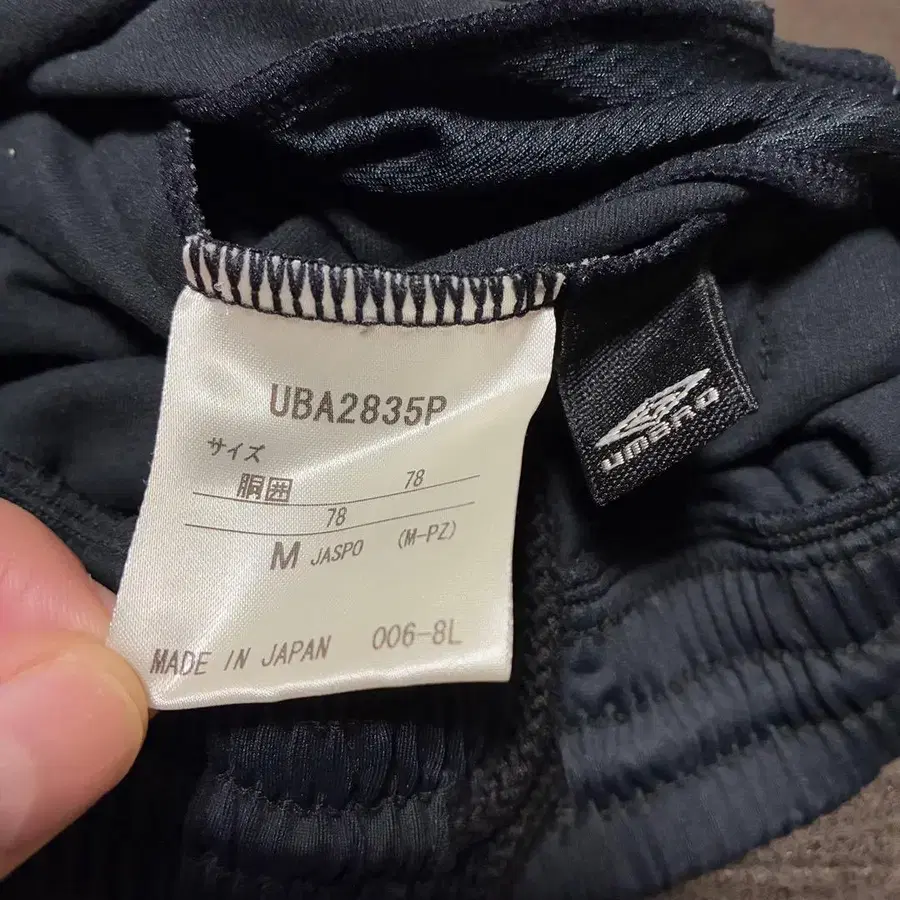 UBA2835P
サイズ
胴囲 78
78
M JASPO (M-PZ)
MADE IN JAPAN 006-8L
umbro